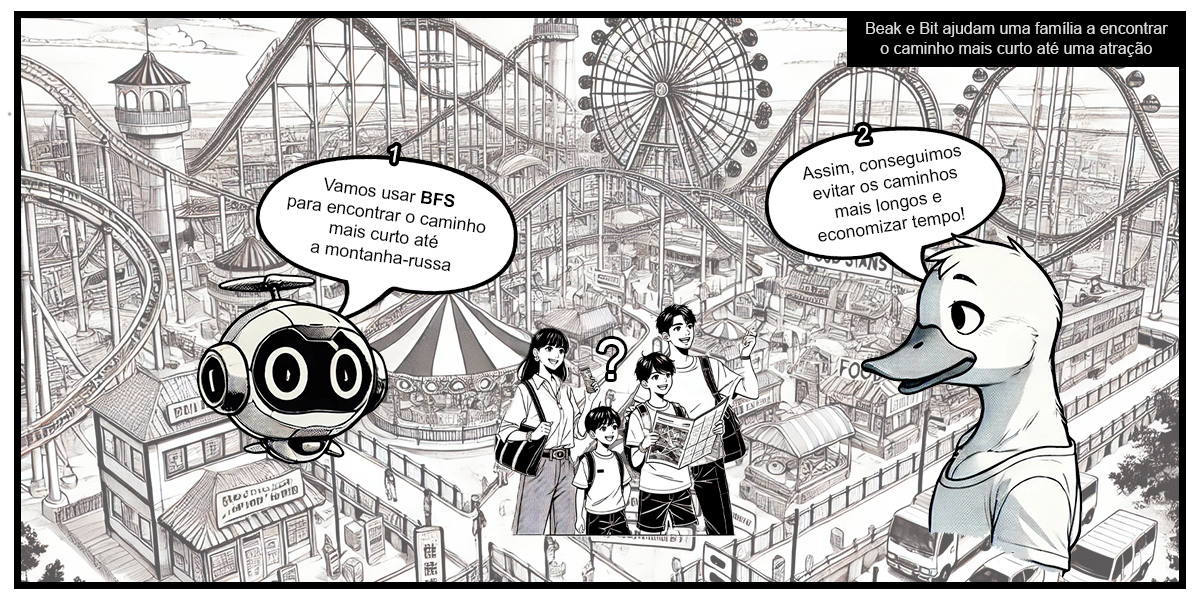 Beak e Bit ajudam uma família a encontrar
o caminho mais curto até uma atração
1
Vamos usar BFS
para encontrar o caminho
mais curto até
a montanha-russa
2
Assim, conseguimos
evitar os caminhos
mais longos e
economizar tempo!
?